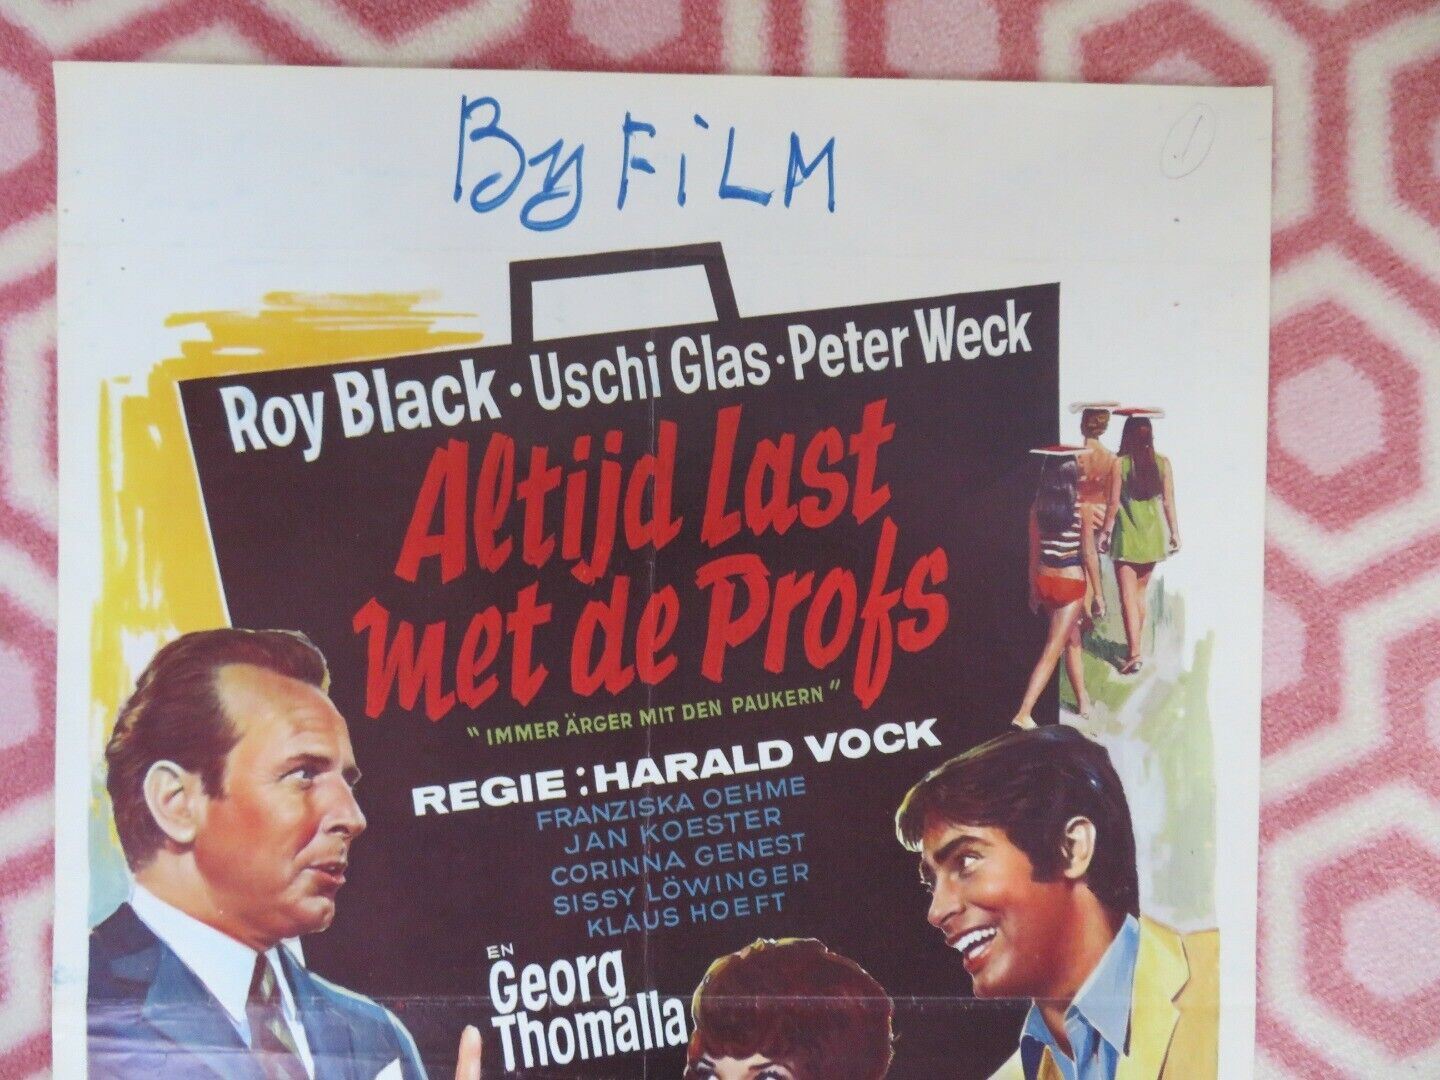 By FiLM
Roy Black · Uschi Glas · Peter Weck
Altijd Last
met de Profs
"IMMER ÄRGER MIT DEN PAUKERN"
REGIE : HARALD VOCK
FRANZISKA OEHME
JAN KOESTER
CORINNA GENEST
SISSY LÖWINGER
KLAUS HOEFT
EN
Georg
Thomalla